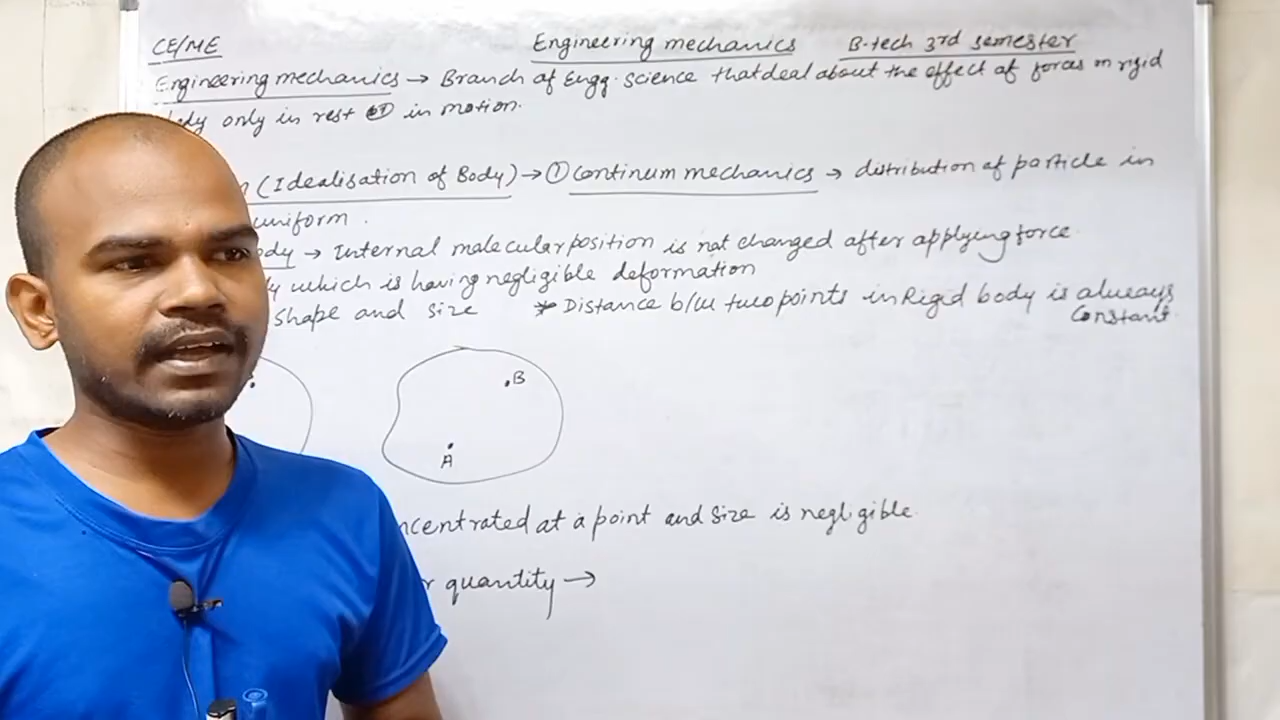 CE/ME Engineering mechanics B-tech 3rd semester
Engineering mechanics → Branch of Engg. science that deal about the effect of forces on rigid
body only in rest or in motion.
(Idealisation of Body) → ① Continum mechanics → distribution of particle in
uniform.
ody → Internal molecular position is not changed after applying force
which is having negligible deformation
shape and size * Distance b/w two points in Rigid body is always
Constant.
B
A
ncentrated at a point and size is negligible.
r quantity →